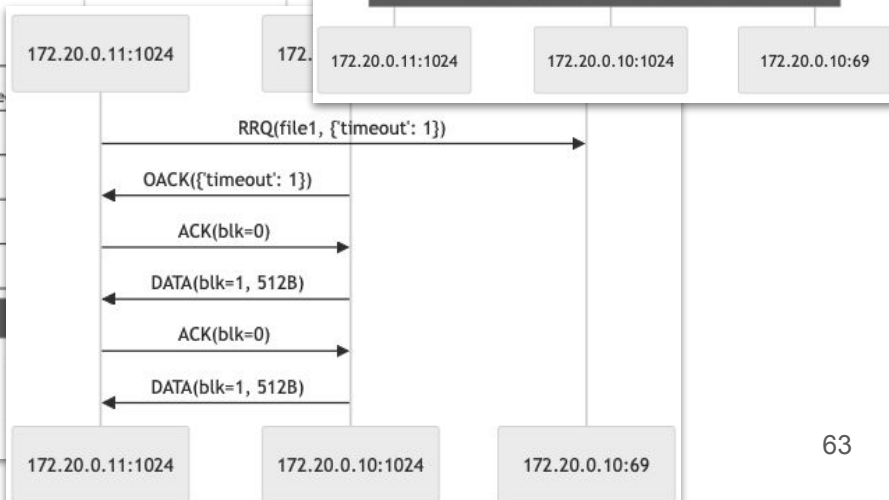 172.20.0.11:1024
172.
172.20.0.11:1024
172.20.0.10:1024
172.20.0.10:69
RRQ(file1, {'timeout': 1})
OACK({'timeout': 1})
ACK(blk=0)
DATA(blk=1, 512B)
ACK(blk=0)
DATA(blk=1, 512B)
172.20.0.11:1024
172.20.0.10:1024
172.20.0.10:69
63